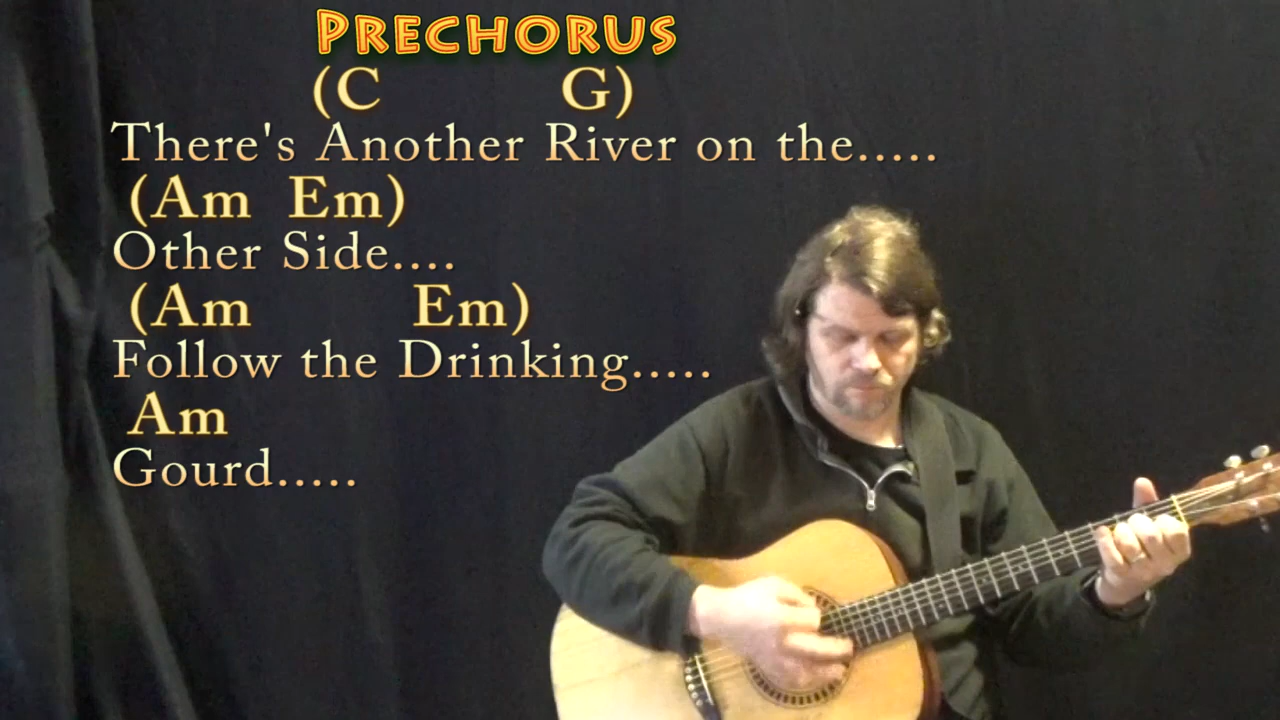 PRECHORUS
(C G)
There's Another River on the.....
(Am Em)
Other Side....
(Am Em)
Follow the Drinking.....
Am
Gourd.....